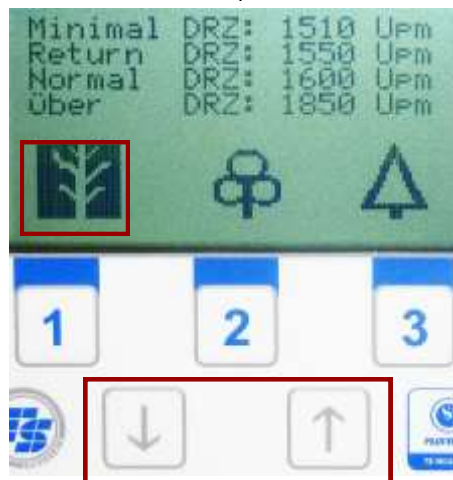 Minimal DRZ: 1510 Upm
Return DRZ: 1550 Upm
Normal DRZ: 1600 Upm
über DRZ: 1850 Upm
1 2 3